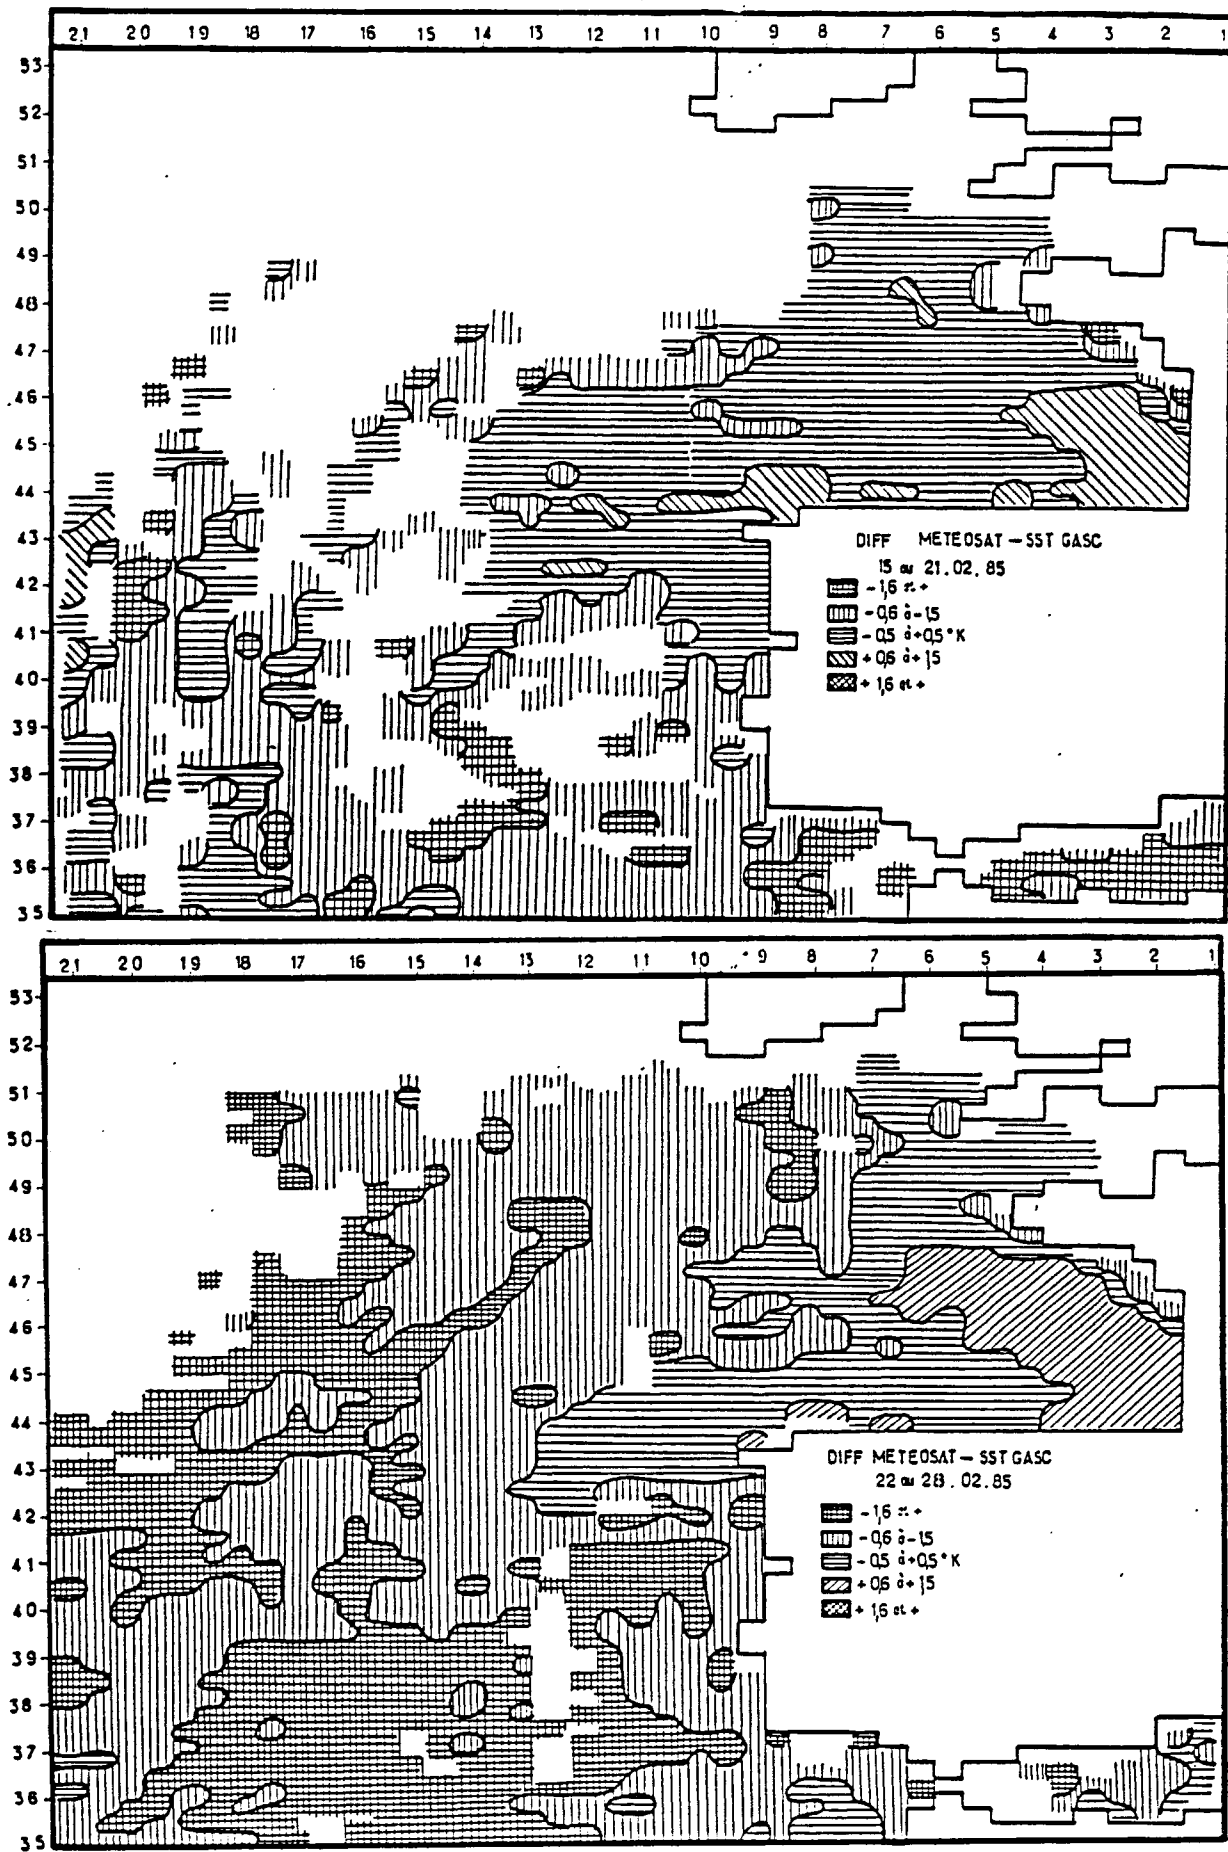 21 20 19 18 17 16 15 14 13 12 11 10 9 8 7 6 5 4 3 2 1
53
52
51
50
49
48
47
46
45
44
43
42
41
40
39
38
37
36
35
DIFF METEOSAT – SST GASC
15 au 21.02.85
- 1,6 et +
- 0,6 à - 1,5
- 0,5 à + 0,5 °K
+ 0,6 à + 1,5
+ 1,6 et +
21 20 19 18 17 16 15 14 13 12 11 10 9 8 7 6 5 4 3 2 1
53
52
51
50
49
48
47
46
45
44
43
42
41
40
39
38
37
36
35
DIFF METEOSAT – SST GASC
22 au 28.02.85
- 1,6 et +
- 0,6 à - 1,5
- 0,5 à + 0,5 °K
+ 0,6 à + 1,5
+ 1,6 et +